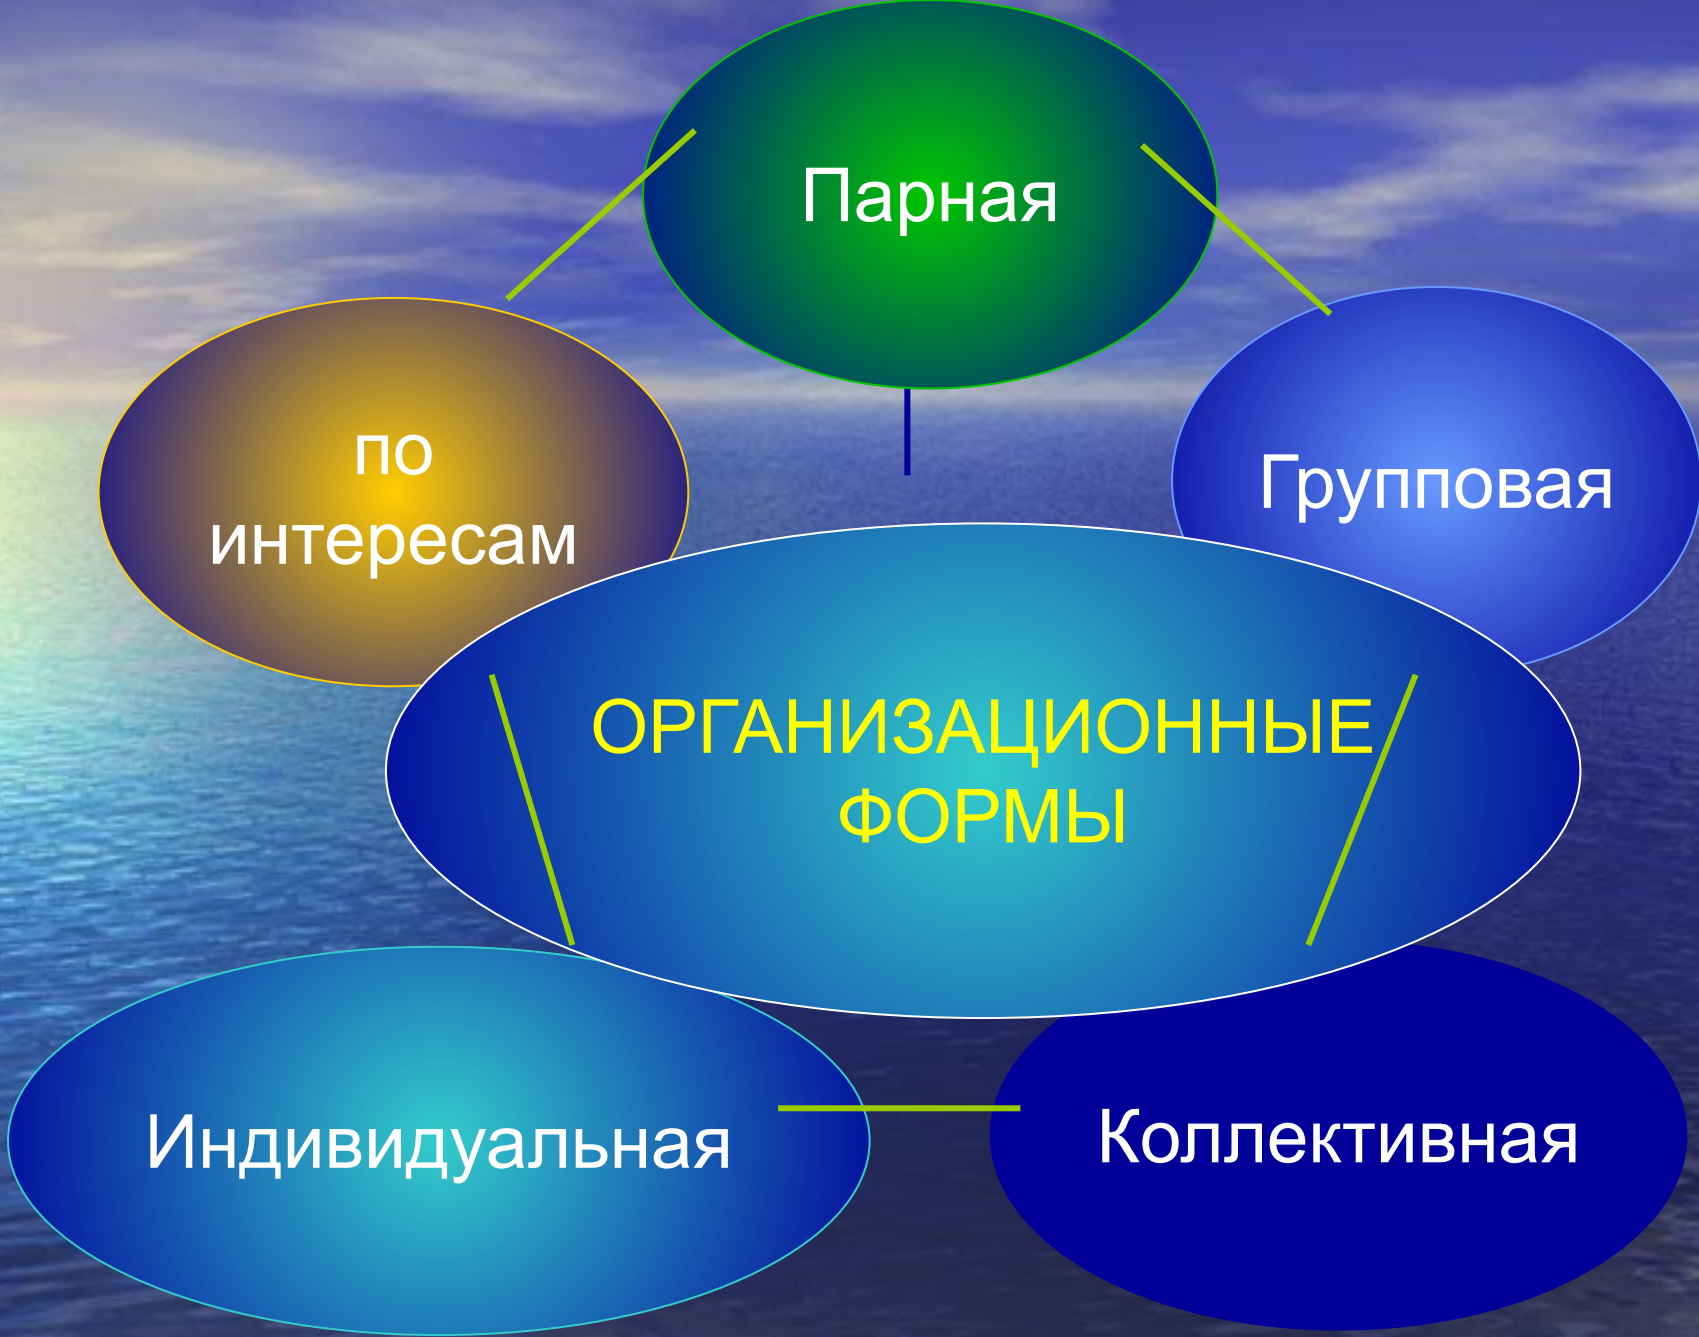 Парная
по
интересам
Групповая
ОРГАНИЗАЦИОННЫЕ
ФОРМЫ
Индивидуальная
Коллективная